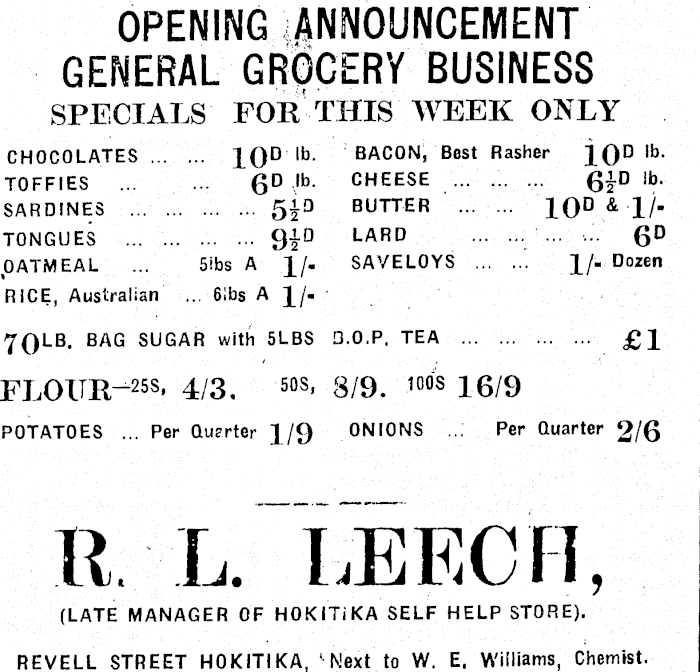 OPENING ANNOUNCEMENT
GENERAL GROCERY BUSINESS
SPECIALS FOR THIS WEEK ONLY
CHOCOLATES ... ... 10D lb.
TOFFIES ... ... 6D lb.
SARDINES ... ... ... ... 5½D
TONGUES ... ... ... ... 9½D
OATMEAL ... 5lbs A 1/-
RICE, Australian ... 6lbs A 1/-
BACON, Best Rasher 10D lb.
CHEESE ... ... ... 6½D lb.
BUTTER ... ... 10D & 1/-
LARD ... ... ... ... 6D
SAVELOYS ... ... 1/- Dozen
70LB. BAG SUGAR with 5LBS B.O.P. TEA ... ... ... ... £1
FLOUR—25S, 4/3. 50S, 8/9. 100S 16/9
POTATOES ... Per Quarter 1/9 ONIONS ... Per Quarter 2/6
R. L. LEECH,
(LATE MANAGER OF HOKITIKA SELF HELP STORE).
REVELL STREET HOKITIKA, Next to W. E. Williams, Chemist.